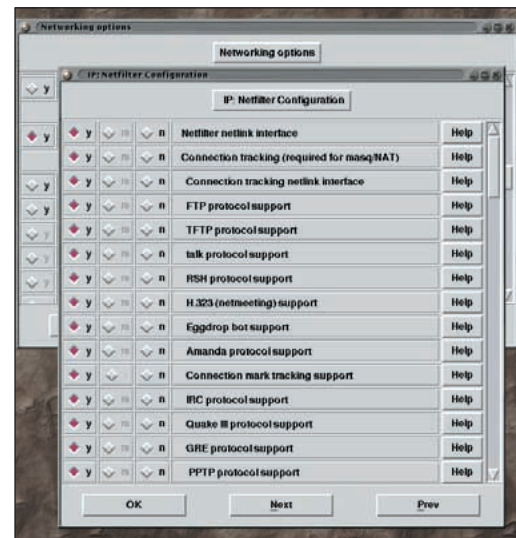 Networking options
Networking options
IP: Netfilter Configuration
IP: Netfilter Configuration
y
y
y
y
y
y
y
y m n Netfilter netlink interface Help
y m n Connection tracking (required for masq/NAT) Help
y m n Connection tracking netlink interface Help
y m n FTP protocol support Help
y m n TFTP protocol support Help
y m n talk protocol support Help
y m n RSH protocol support Help
y m n H.323 (netmeeting) support Help
y m n Eggdrop bot support Help
y m n Amanda protocol support Help
y n Connection mark tracking support Help
y m n IRC protocol support Help
y m n Quake III protocol support Help
y m n GRE protocol support Help
y m n PPTP protocol support Help
OK Next Prev